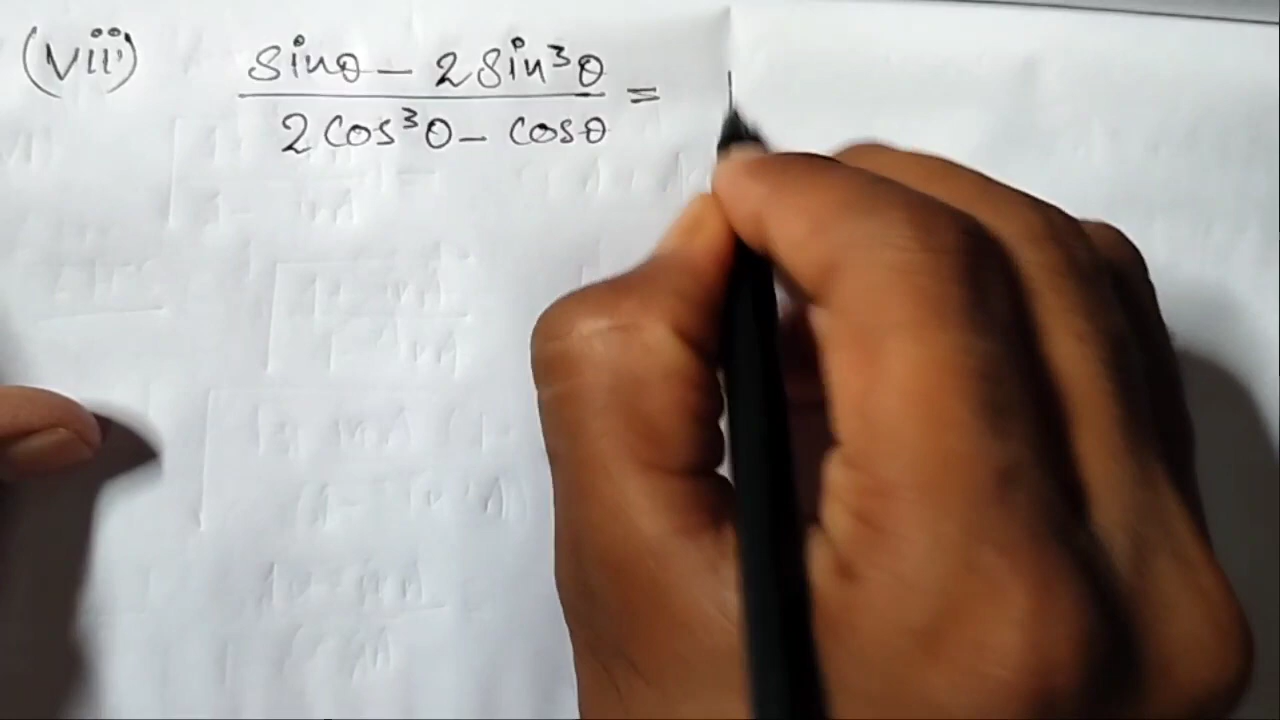 (vii) sinθ – 2sin³θ =
2cos³θ – cosθ